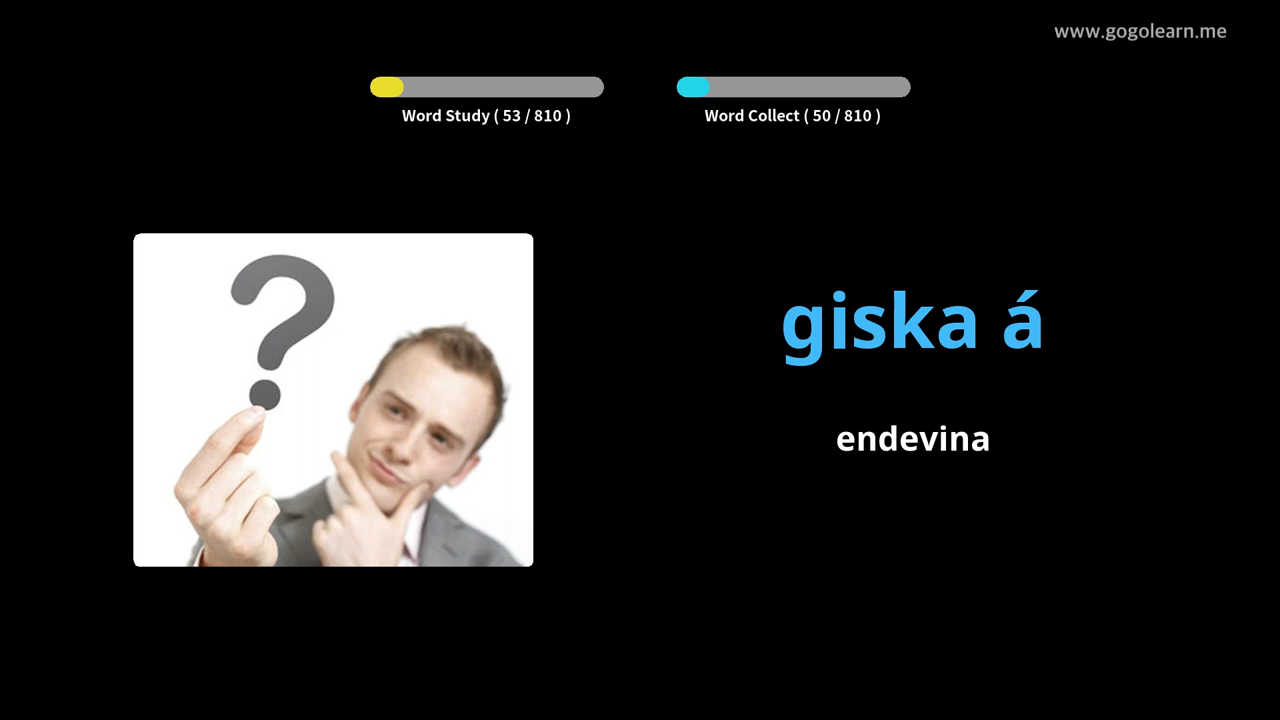 www.gogolearn.me
Word Study ( 53 / 810 )
Word Collect ( 50 / 810 )
?
giska á
endevina